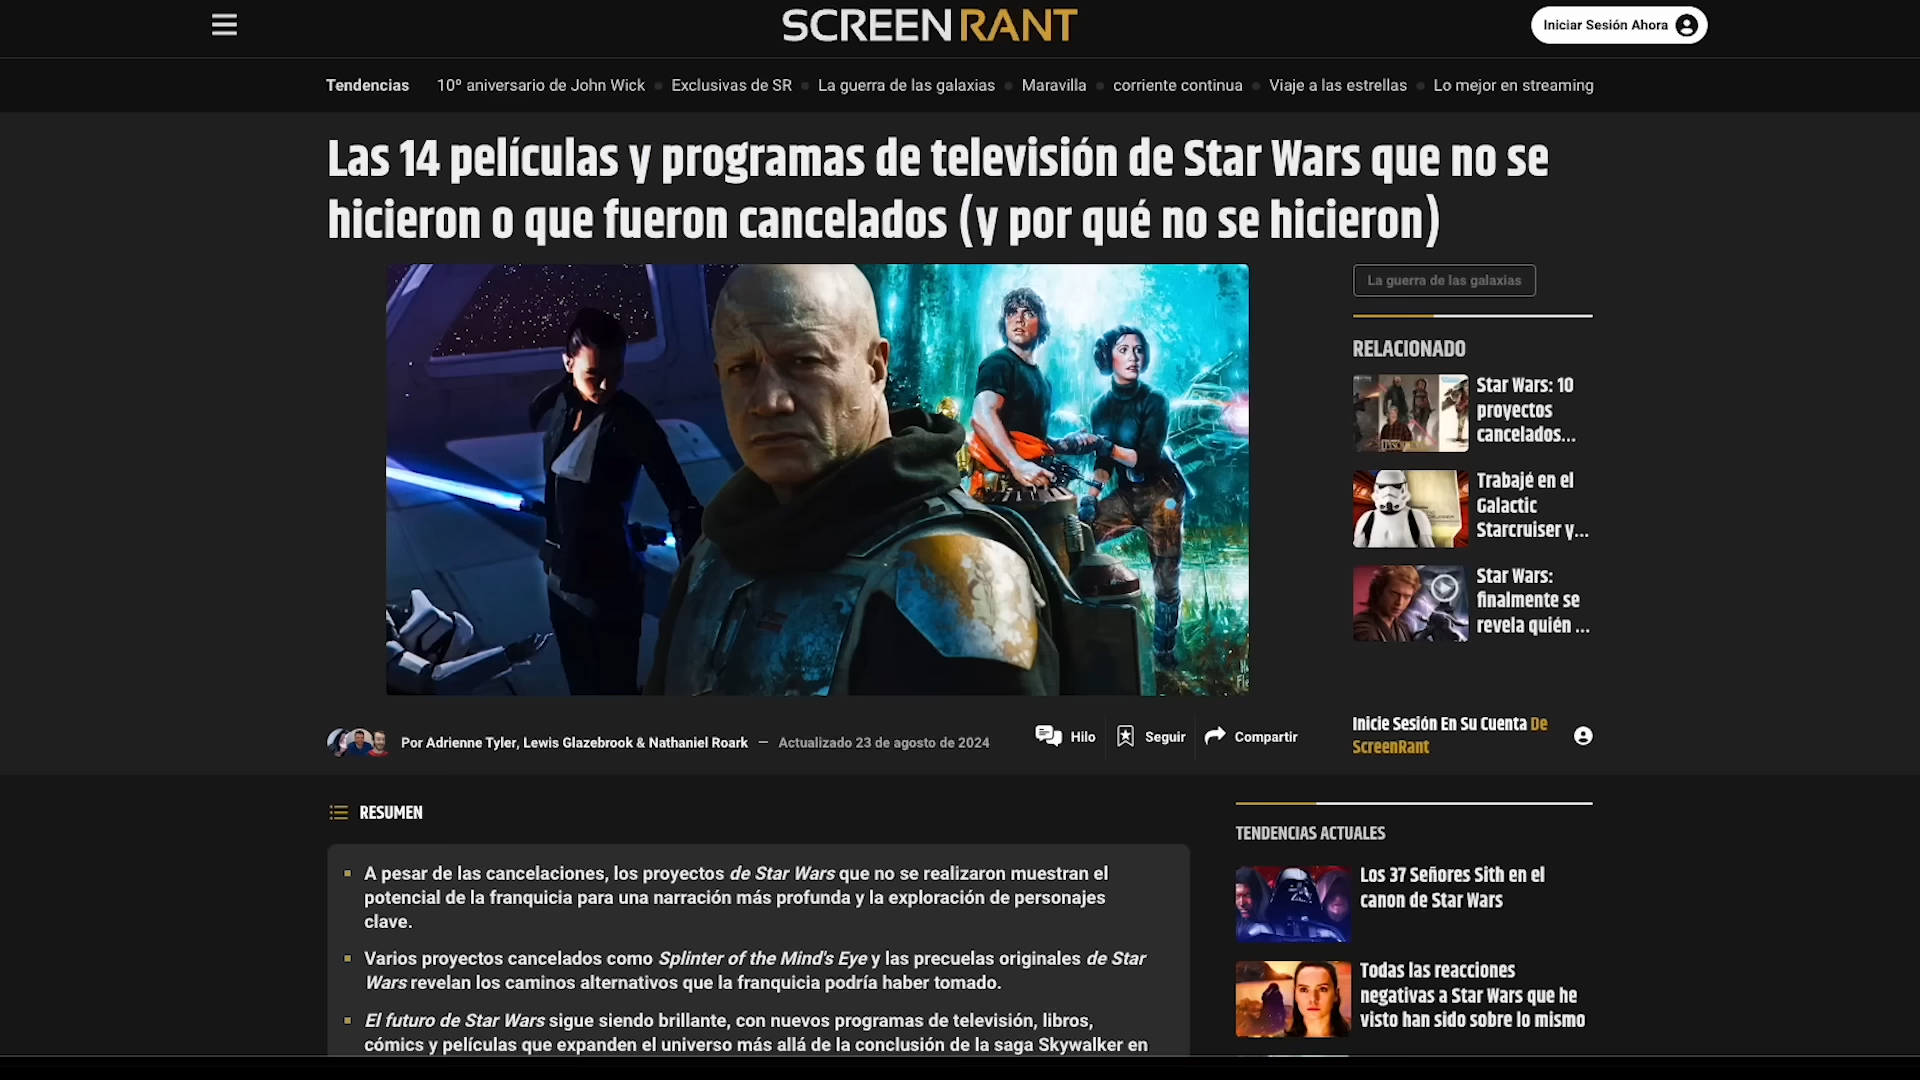 SCREENRANT
Iniciar Sesión Ahora
Tendencias
10º aniversario de John Wick
Exclusivas de SR
La guerra de las galaxias
Maravilla
corriente continua
Viaje a las estrellas
Lo mejor en streaming
Las 14 películas y programas de televisión de Star Wars que no se
hicieron o que fueron cancelados (y por qué no se hicieron)
La guerra de las galaxias
RELACIONADO
Star Wars: 10
proyectos
cancelados...
Trabajé en el
Galactic
Starcruiser y...
Star Wars:
finalmente se
revela quién ...
Por Adrienne Tyler, Lewis Glazebrook & Nathaniel Roark — Actualizado 23 de agosto de 2024
Hilo
Seguir
Compartir
Inicie Sesión En Su Cuenta De
ScreenRant
RESUMEN
A pesar de las cancelaciones, los proyectos de Star Wars que no se realizaron muestran el
potencial de la franquicia para una narración más profunda y la exploración de personajes
clave.
Varios proyectos cancelados como Splinter of the Mind's Eye y las precuelas originales de Star
Wars revelan los caminos alternativos que la franquicia podría haber tomado.
El futuro de Star Wars sigue siendo brillante, con nuevos programas de televisión, libros,
cómics y películas que expanden el universo más allá de la conclusión de la saga Skywalker en
TENDENCIAS ACTUALES
Los 37 Señores Sith en el
canon de Star Wars
Todas las reacciones
negativas a Star Wars que he
visto han sido sobre lo mismo